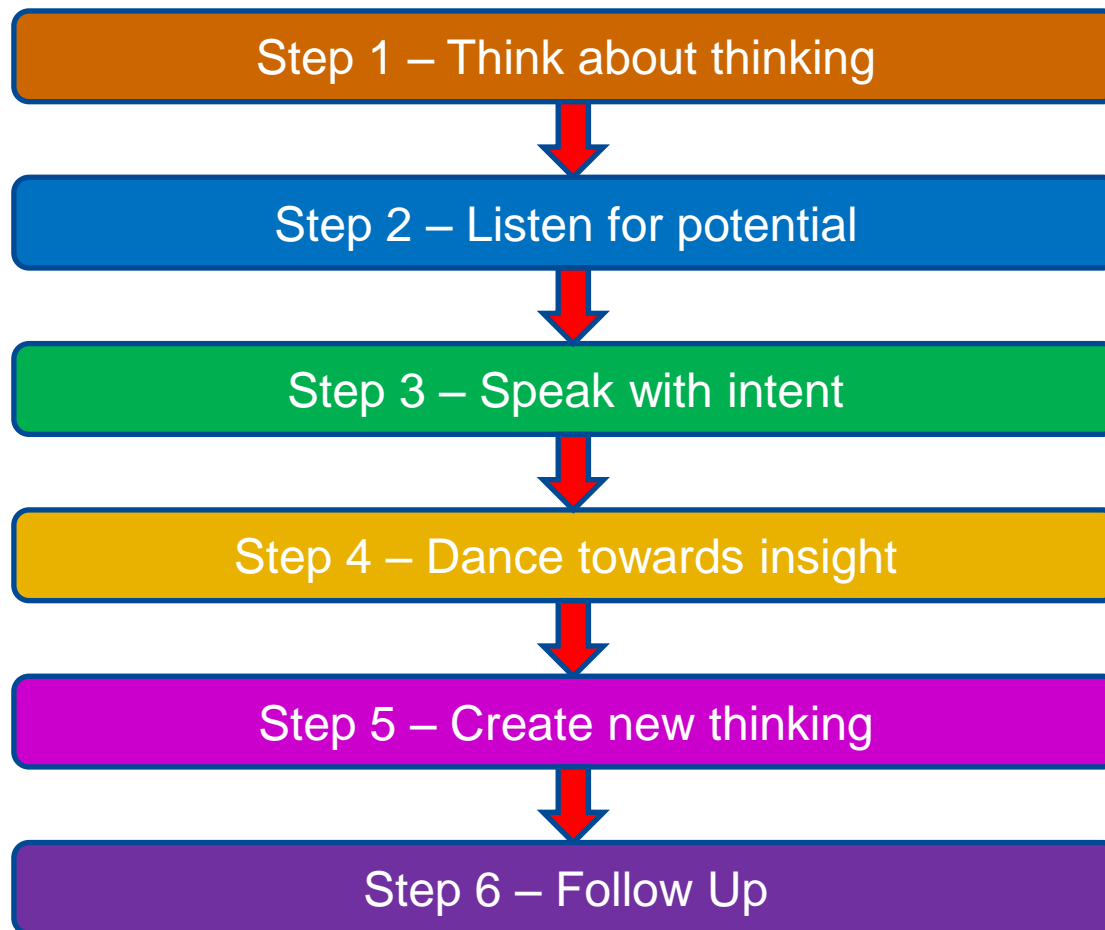 Step 1 – Think about thinking
Step 2 – Listen for potential
Step 3 – Speak with intent
Step 4 – Dance towards insight
Step 5 – Create new thinking
Step 6 – Follow Up